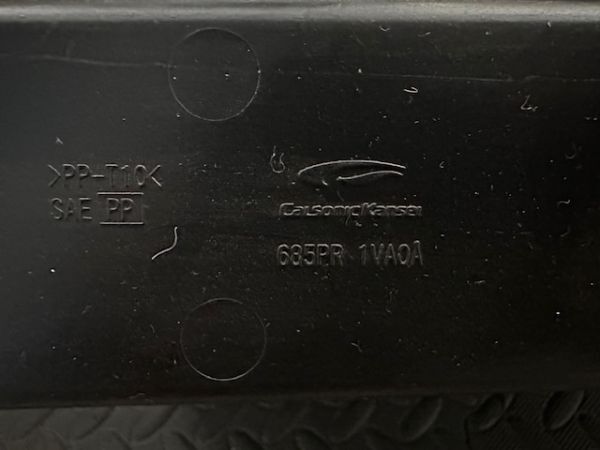 >PP-T10<
SAE PP
CalsonicKansei
685PR 1VA0A